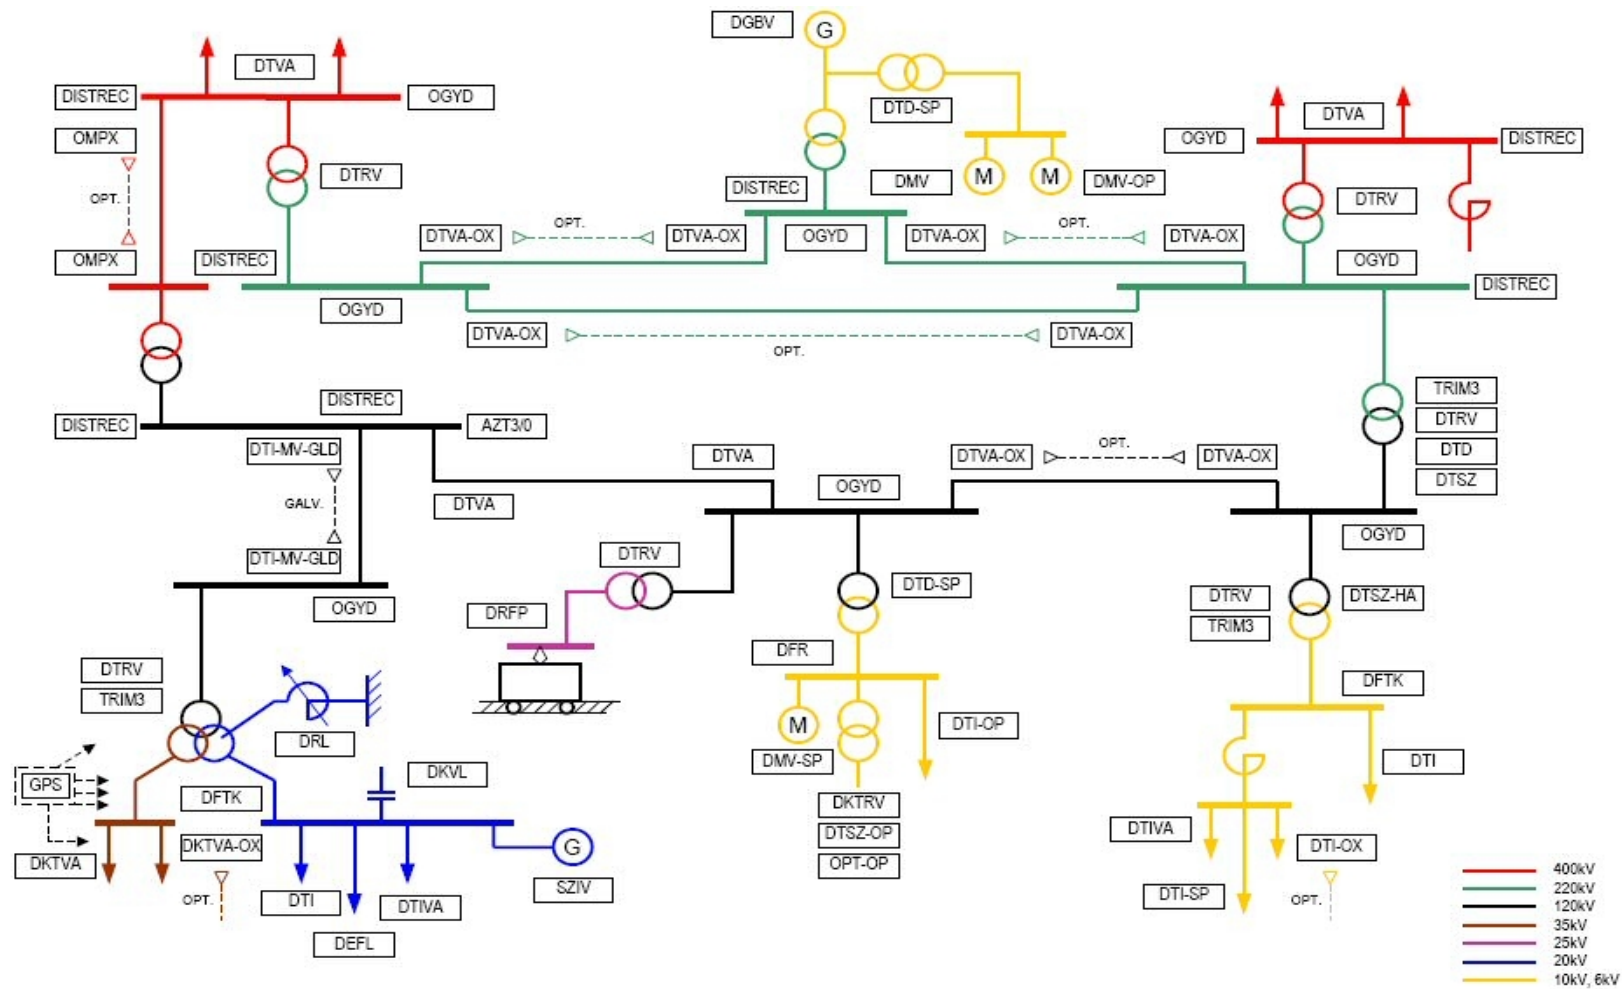 DGBV
G
DTVA
DISTREC
OGYD
DTD-SP
DTVA
OMPX
OPT.
DTRV
OGYD
DISTREC
DMV
M
M
DMV-OP
DISTREC
DTRV
OPT.
OPT.
DTVA-OX
DTVA-OX
OGYD
DTVA-OX
DTVA-OX
OMPX
DISTREC
OGYD
DISTREC
OGYD
DTVA-OX
OPT.
DTVA-OX
TRIM3
DTRV
DTD
DTSZ
DISTREC
DISTREC
AZT3/0
DTI-MV-GLD
GALV.
DTI-MV-GLD
DTVA
DTVA
OGYD
DTVA-OX
OPT.
DTVA-OX
OGYD
DTRV
DTD-SP
DTRV
TRIM3
DTSZ-HA
OGYD
DRFP
DTRV
TRIM3
DFR
DFTK
DRL
M
DMV-SP
DTI-OP
DTI
GPS
DFTK
DKVL
DKTRV
DTSZ-OP
OPT-OP
DTIVA
DTI-OX
DKTVA
DKTVA-OX
G
SZIV
OPT.
DTI
DTIVA
DEFL
DTI-SP
OPT.
400kV
220kV
120kV
35kV
25kV
20kV
10kV, 6kV